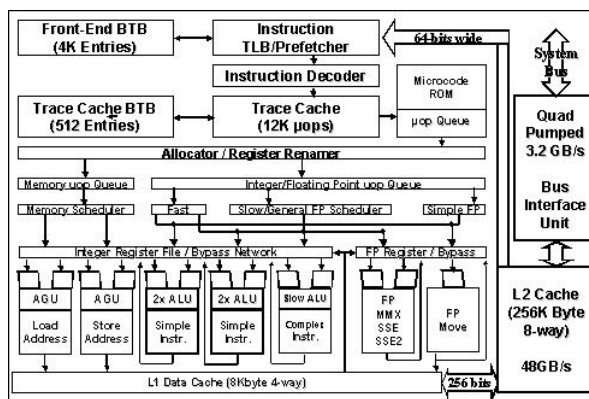 Front-End BTB
(4K Entries)
Instruction
TLB/Prefetcher
64-bits wide
System
Bus
Instruction Decoder
Microcode
ROM
Trace Cache BTB
(512 Entries)
Trace Cache
(12K µops)
µop Queue
Quad
Pumped
3.2 GB/s
Bus
Interface
Unit
Allocator / Register Renamer
Memory uop Queue
Integer/Floating Point uop Queue
Memory Scheduler
Fast
Slow/General FP Scheduler
Simple FP
Integer Register File / Bypass Network
FP Register / Bypass
AGU
AGU
2x ALU
2x ALU
Slow ALU
Load
Address
Store
Address
Simple
Instr.
Simple
Instr.
Complex
Instr.
FP
MMX
SSE
SSE2
FP
Move
L2 Cache
(256K Byte
8-way)
48GB/s
L1 Data Cache (8Kbyte 4-way)
256 bits